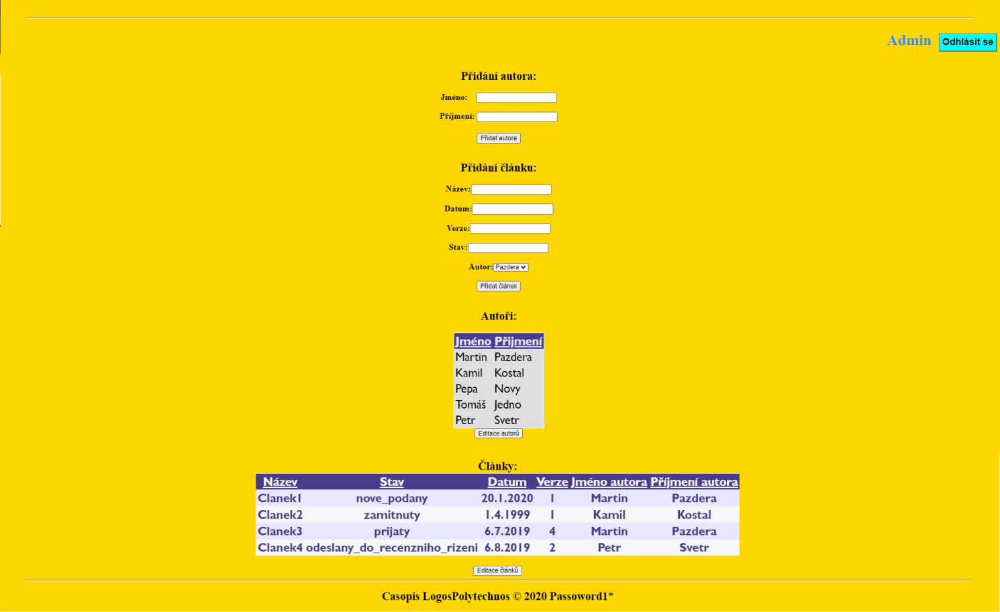 Admin Odhlásit se
Přidání autora:
Jméno:
Příjmení:
Přidat autora
Přidání článku:
Název:
Datum:
Verze:
Stav:
Autor: Pazdera
Přidat článek
Autoři:
Jméno Přijmení
Martin Pazdera
Kamil Kostal
Pepa Novy
Tomáš Jedno
Petr Svetr
Editace autorů
Články:
Název Stav Datum Verze Jméno autora Příjmení autora
Clanek1 nove_podany 20.1.2020 1 Martin Pazdera
Clanek2 zamitnuty 1.4.1999 1 Kamil Kostal
Clanek3 prijaty 6.7.2019 4 Martin Pazdera
Clanek4 odeslany_do_recenzniho_rizeni 6.8.2019 2 Petr Svetr
Editace článků
Casopis LogosPolytechnos © 2020 Passoword1*